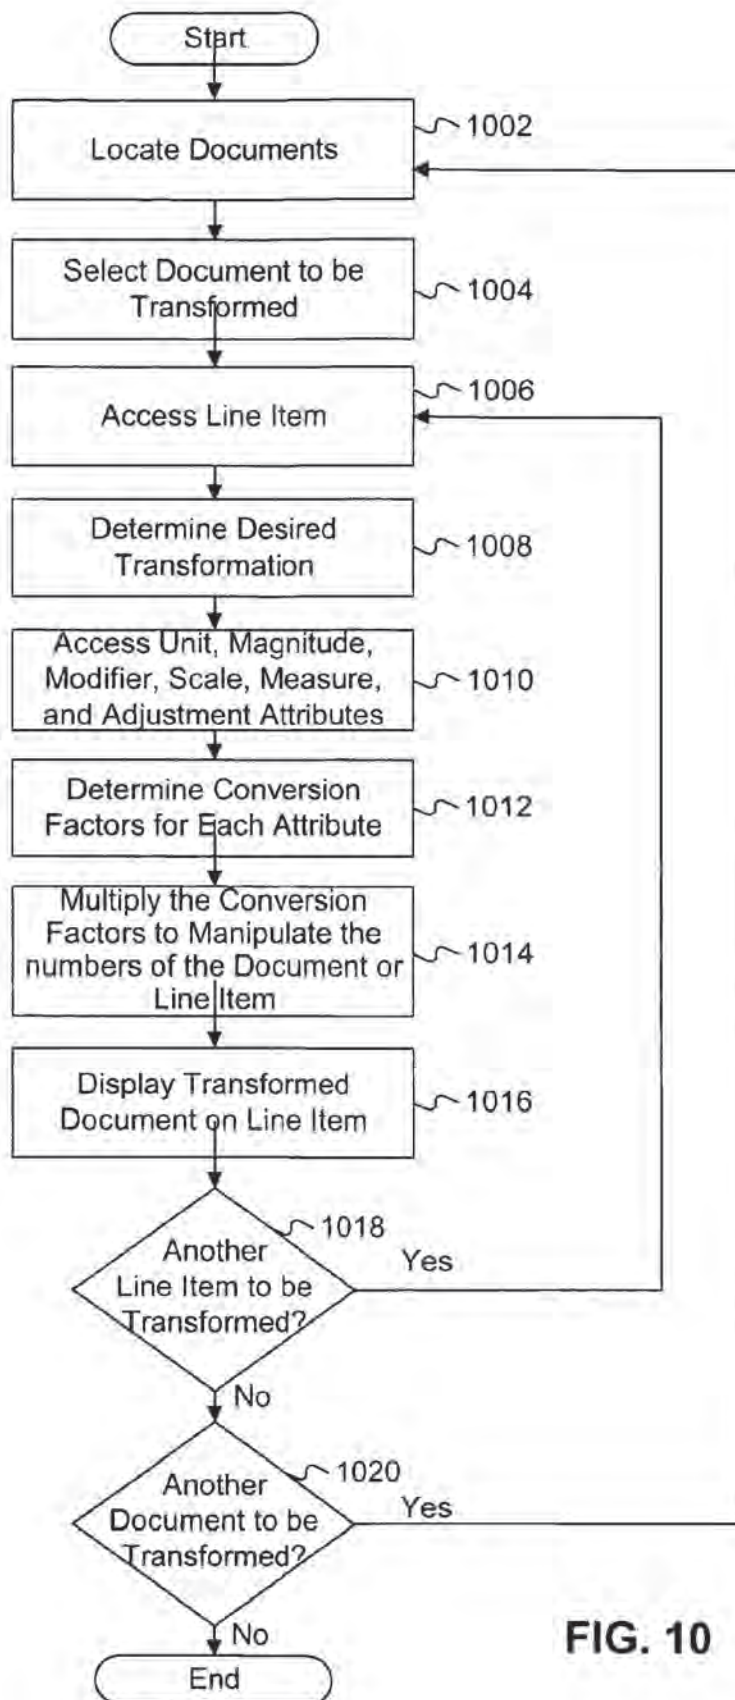 Start
Locate Documents
1002
Select Document to be
Transformed
1004
Access Line Item
1006
Determine Desired
Transformation
1008
Access Unit, Magnitude,
Modifier, Scale, Measure,
and Adjustment Attributes
1010
Determine Conversion
Factors for Each Attribute
1012
Multiply the Conversion
Factors to Manipulate the
numbers of the Document or
Line Item
1014
Display Transformed
Document on Line Item
1016
Another
Line Item to be
Transformed?
1018
Yes
No
Another
Document to be
Transformed?
1020
Yes
No
End
FIG. 10